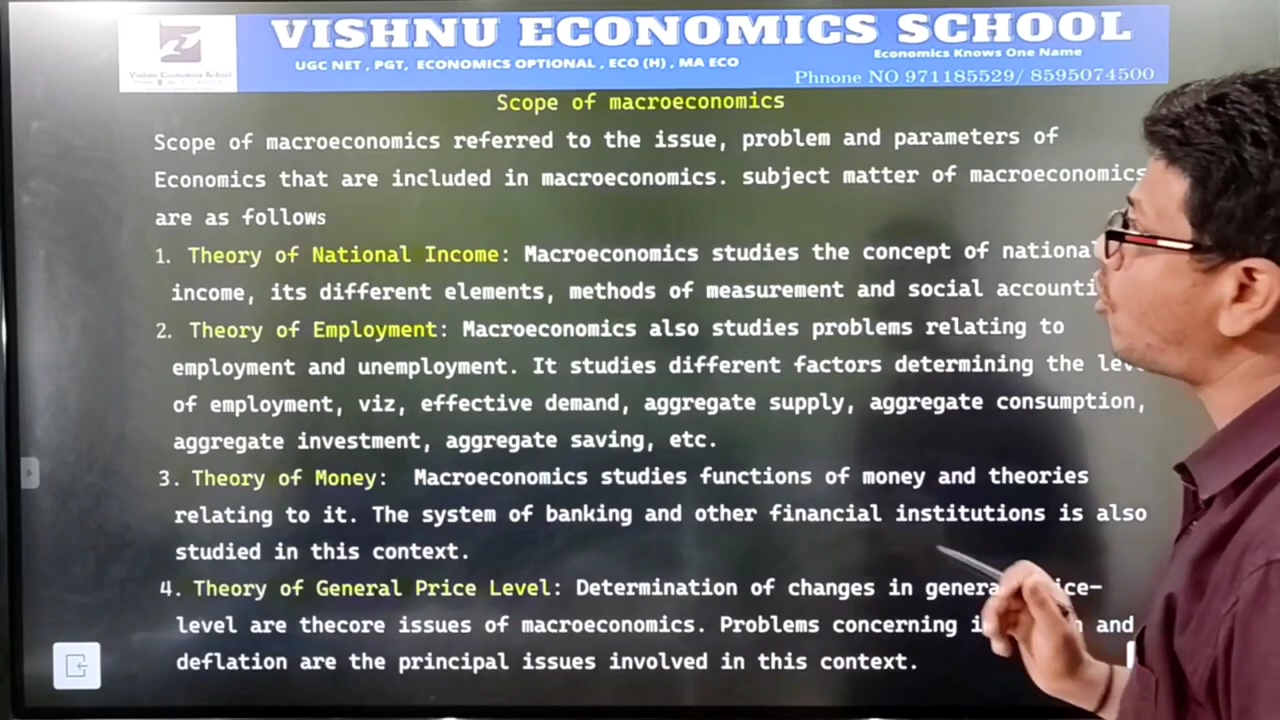 VISHNU ECONOMICS SCHOOL
Economics Knows One Name
UGC NET , PGT, ECONOMICS OPTIONAL , ECO (H) , MA ECO
Phnone NO 971185529/ 8595074500
Vishnu Economics School
Scope of macroeconomics
Scope of macroeconomics referred to the issue, problem and parameters of
Economics that are included in macroeconomics. subject matter of macroeconomics
are as follows
1. Theory of National Income: Macroeconomics studies the concept of national
income, its different elements, methods of measurement and social
2. Theory of Employment: Macroeconomics also studies problems relating to
employment and unemployment. It studies different factors determining the
of employment, viz, effective demand, aggregate supply, aggregate consumption,
aggregate investment, aggregate saving, etc.
3. Theory of Money: Macroeconomics studies functions of money and theories
relating to it. The system of banking and other financial institutions is also
studied in this context.
4. Theory of General Price Level: Determination of changes in
level are thecore issues of macroeconomics. Problems concerning and
deflation are the principal issues involved in this context.